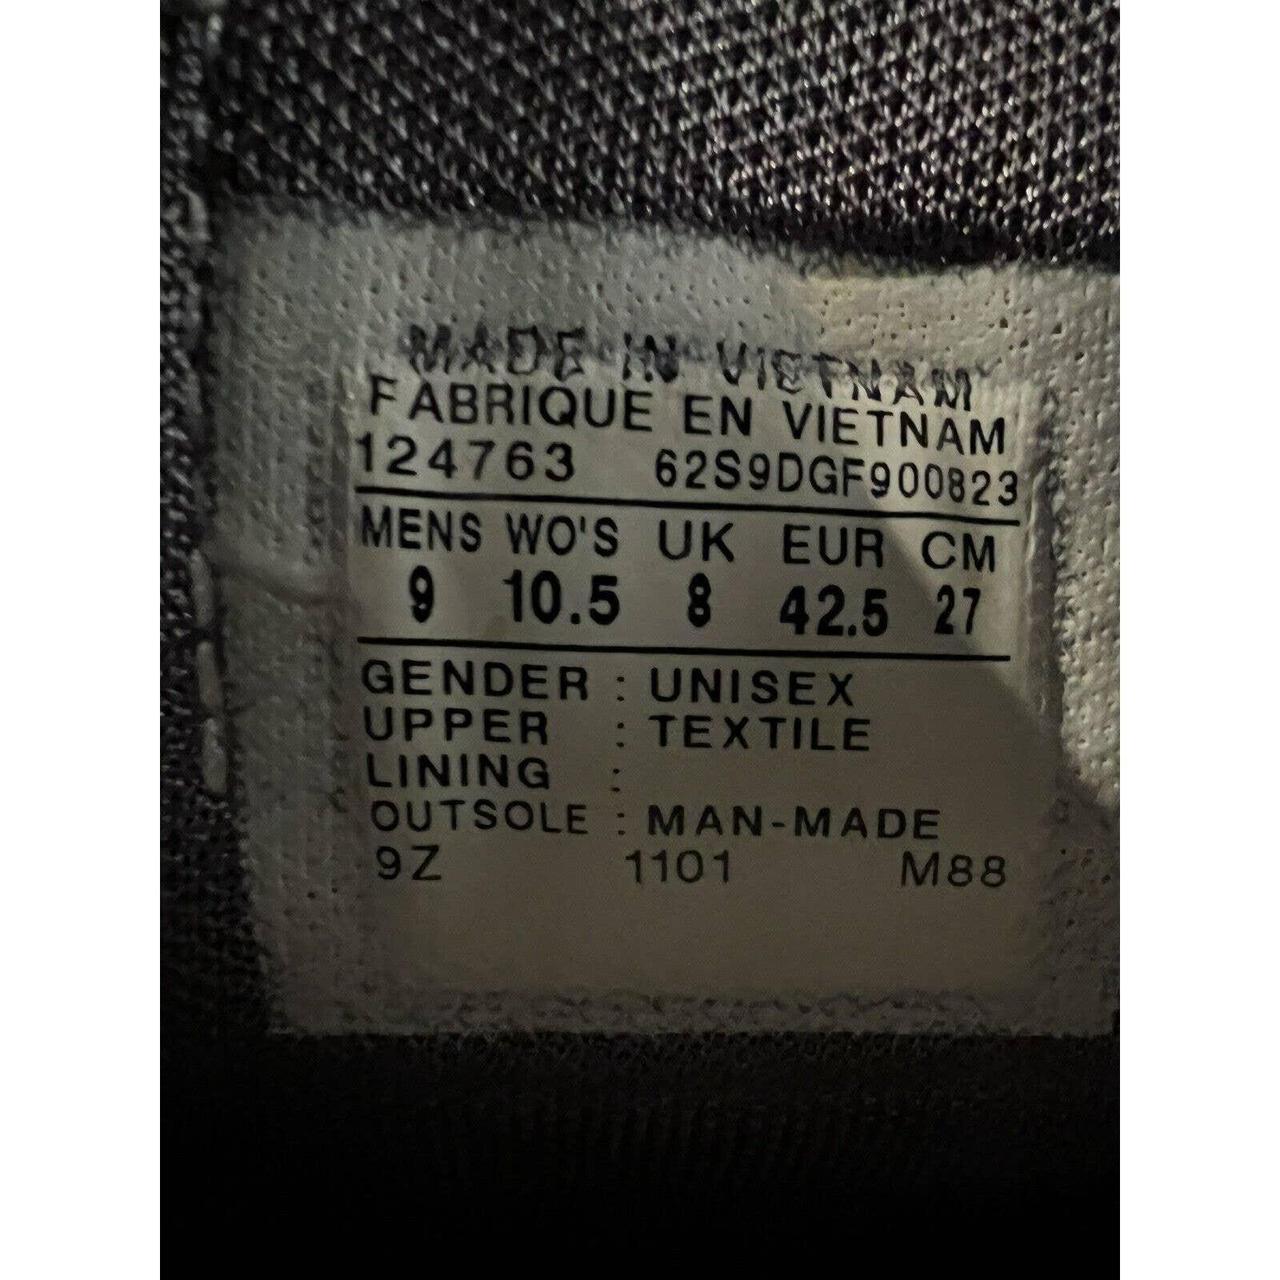 MADE IN VIETNAM
FABRIQUE EN VIETNAM
124763 62S9DGF900823
MENS WO'S UK EUR CM
9 10.5 8 42.5 27
GENDER : UNISEX
UPPER : TEXTILE
LINING :
OUTSOLE : MAN-MADE
9Z 1101 M88